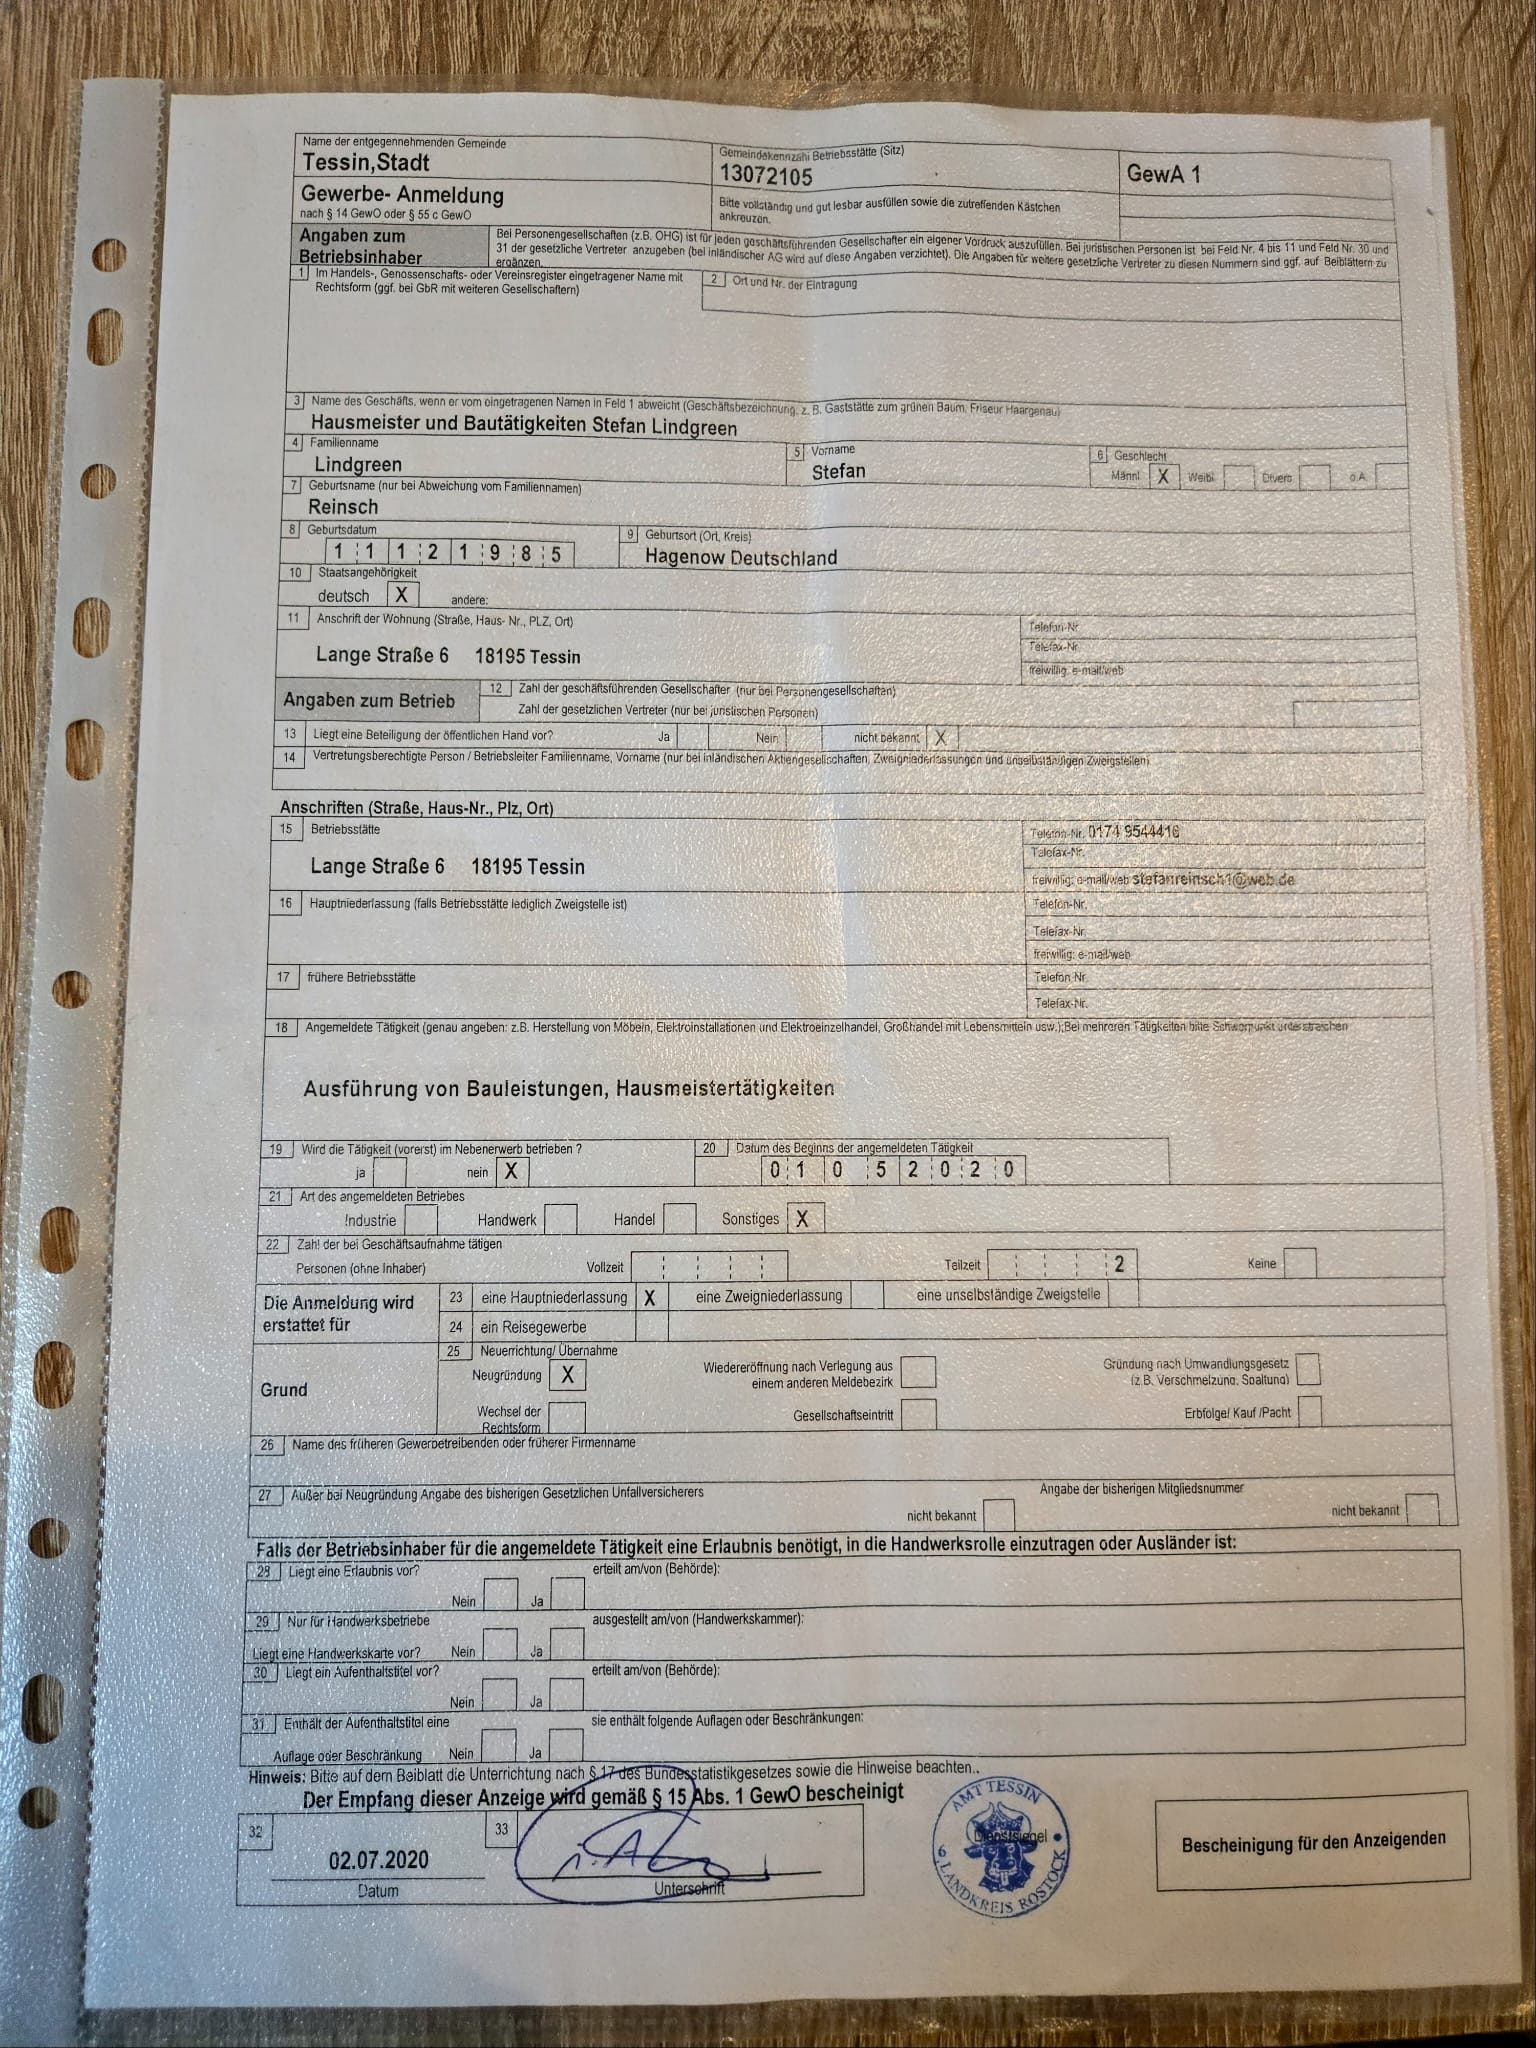 Name der entgegennehmenden Gemeinde
Tessin,Stadt
Gemeindekennzahl Betriebsstätte (Sitz)
13072105
GewA 1
Gewerbe- Anmeldung
nach § 14 GewO oder § 55 c GewO
Bitte vollständig und gut lesbar ausfüllen sowie die zutreffenden Kästchen
ankreuzen.
Angaben zum
Betriebsinhaber
Bei Personengesellschaften (z.B. OHG) ist für jeden geschäftsführenden Gesellschafter ein eigener Vordruck auszufüllen. Bei juristischen Personen ist bei Feld Nr. 4 bis 11 und Feld Nr. 30 und
31 der gesetzliche Vertreter anzugeben (bei inländischer AG wird auf diese Angaben verzichtet). Die Angaben für weitere gesetzliche Vertreter zu diesen Nummern sind ggf. auf Beiblättern zu
ergänzen.
1 Im Handels-, Genossenschafts- oder Vereinsregister eingetragener Name mit
Rechtsform (ggf. bei GbR mit weiteren Gesellschaftern)
2 Ort und Nr. der Eintragung
3 Name des Geschäfts, wenn er vom eingetragenen Namen in Feld 1 abweicht (Geschäftsbezeichnung, z. B. Gaststätte zum grünen Baum, Friseur Haargenau)
Hausmeister und Bautätigkeiten Stefan Lindgreen
4 Familienname
Lindgreen
5 Vorname
Stefan
6 Geschlecht
Männl X Weibl Divers o.A.
7 Geburtsname (nur bei Abweichung vom Familiennamen)
Reinsch
8 Geburtsdatum
1 1 1 2 1 9 8 5
9 Geburtsort (Ort, Kreis)
Hagenow Deutschland
10 Staatsangehörigkeit
deutsch X andere:
11 Anschrift der Wohnung (Straße, Haus- Nr., PLZ, Ort)
Lange Straße 6 18195 Tessin
Telefon-Nr.
Telefax-Nr.
freiwillig: e-mail/web
Angaben zum Betrieb
12 Zahl der geschäftsführenden Gesellschafter (nur bei Personengesellschaften)
Zahl der gesetzlichen Vertreter (nur bei juristischen Personen)
13 Liegt eine Beteiligung der öffentlichen Hand vor? Ja Nein nicht bekannt X
14 Vertretungsberechtigte Person / Betriebsleiter Familienname, Vorname (nur bei inländischen Aktiengesellschaften, Zweigniederlassungen und unselbständigen Zweigstellen)
Anschriften (Straße, Haus-Nr., Plz, Ort)
15 Betriebsstätte
Lange Straße 6 18195 Tessin
Telefon-Nr. 0174 9544416
Telefax-Nr.
freiwillig: e-mail/web stefanreinsch1@web.de
16 Hauptniederlassung (falls Betriebsstätte lediglich Zweigstelle ist)
Telefon-Nr.
Telefax-Nr.
freiwillig: e-mail/web
17 frühere Betriebsstätte
Telefon-Nr.
Telefax-Nr.
18 Angemeldete Tätigkeit (genau angeben: z.B. Herstellung von Möbeln, Elektroinstallationen und Elektroeinzelhandel, Großhandel mit Lebensmitteln usw.);Bei mehreren Tätigkeiten bitte Schwerpunkt unterstreichen
Ausführung von Bauleistungen, Hausmeistertätigkeiten
19 Wird die Tätigkeit (vorerst) im Nebenerwerb betrieben ?
ja nein X
20 Datum des Beginns der angemeldeten Tätigkeit
0 1 0 5 2 0 2 0
21 Art des angemeldeten Betriebes
Industrie Handwerk Handel Sonstiges X
22 Zahl der bei Geschäftsaufnahme tätigen
Personen (ohne Inhaber) Vollzeit Teilzeit 2 Keine
Die Anmeldung wird
erstattet für
23 eine Hauptniederlassung X eine Zweigniederlassung eine unselbständige Zweigstelle
24 ein Reisegewerbe
Grund
25 Neuerrichtung/ Übernahme
Neugründung X
Wiedereröffnung nach Verlegung aus
einem anderen Meldebezirk
Gründung nach Umwandlungsgesetz
(z.B. Verschmelzung, Spaltung)
Wechsel der
Rechtsform
Gesellschaftseintritt
Erbfolge/ Kauf /Pacht
26 Name des früheren Gewerbetreibenden oder früherer Firmenname
27 Außer bei Neugründung Angabe des bisherigen Gesetzlichen Unfallversicherers
nicht bekannt
Angabe der bisherigen Mitgliedsnummer
nicht bekannt
Falls der Betriebsinhaber für die angemeldete Tätigkeit eine Erlaubnis benötigt, in die Handwerksrolle einzutragen oder Ausländer ist:
28 Liegt eine Erlaubnis vor?
Nein Ja
erteilt am/von (Behörde):
29 Nur für Handwerksbetriebe
Liegt eine Handwerkskarte vor? Nein Ja
ausgestellt am/von (Handwerkskammer):
30 Liegt ein Aufenthaltstitel vor?
Nein Ja
erteilt am/von (Behörde):
31 Enthält der Aufenthaltstitel eine
Auflage oder Beschränkung Nein Ja
sie enthält folgende Auflagen oder Beschränkungen:
Hinweis: Bitte auf dem Beiblatt die Unterrichtung nach § 17 des Bundesstatistikgesetzes sowie die Hinweise beachten..
Der Empfang dieser Anzeige wird gemäß § 15 Abs. 1 GewO bescheinigt
32
02.07.2020
Datum
33
i.A.
Unterschrift
AMT TESSIN
Dienstsiegel
6
LANDKREIS ROSTOCK
Bescheinigung für den Anzeigenden